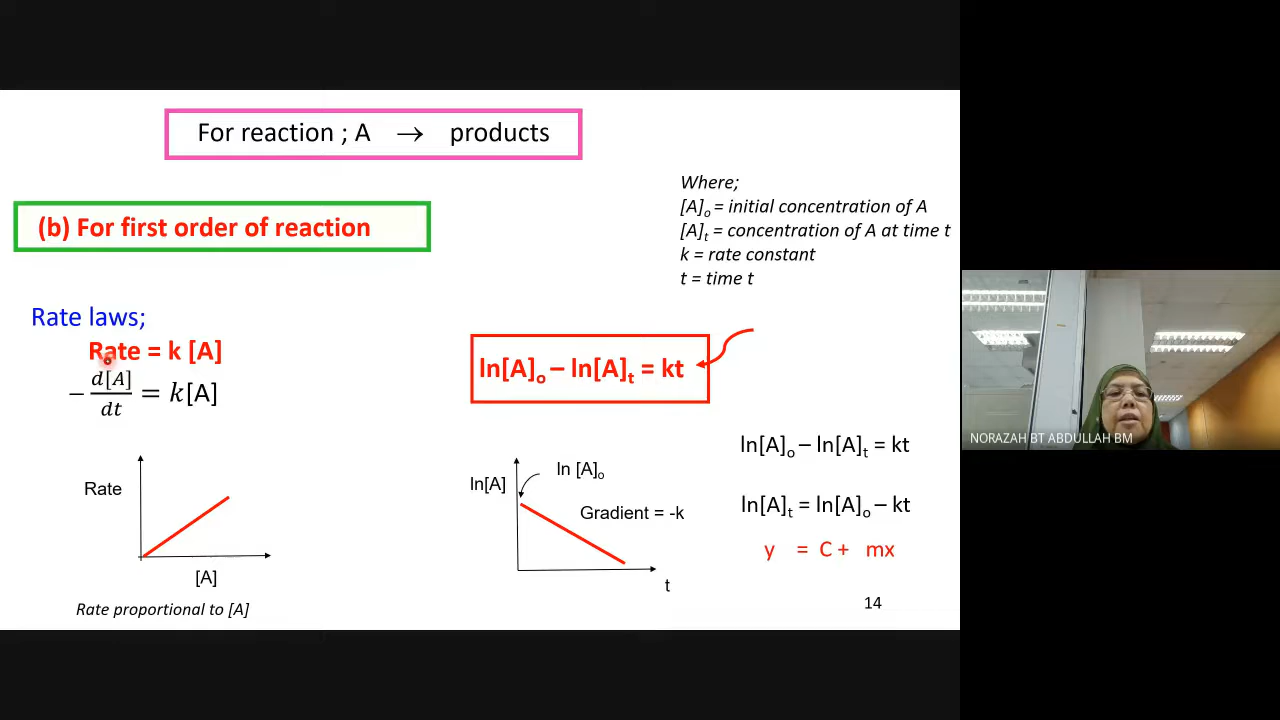 For reaction ; A → products
(b) For first order of reaction
Where;
[A]o = initial concentration of A
[A]t = concentration of A at time t
k = rate constant
t = time t
Rate laws;
Rate = k [A]
− d[A]/dt = k[A]
ln[A]o – ln[A]t = kt
Rate
[A]
Rate proportional to [A]
ln[A]
ln [A]o
Gradient = -k
t
ln[A]o – ln[A]t = kt
ln[A]t = ln[A]o – kt
y = C + mx
14
NORAZAH BT ABDULLAH BM